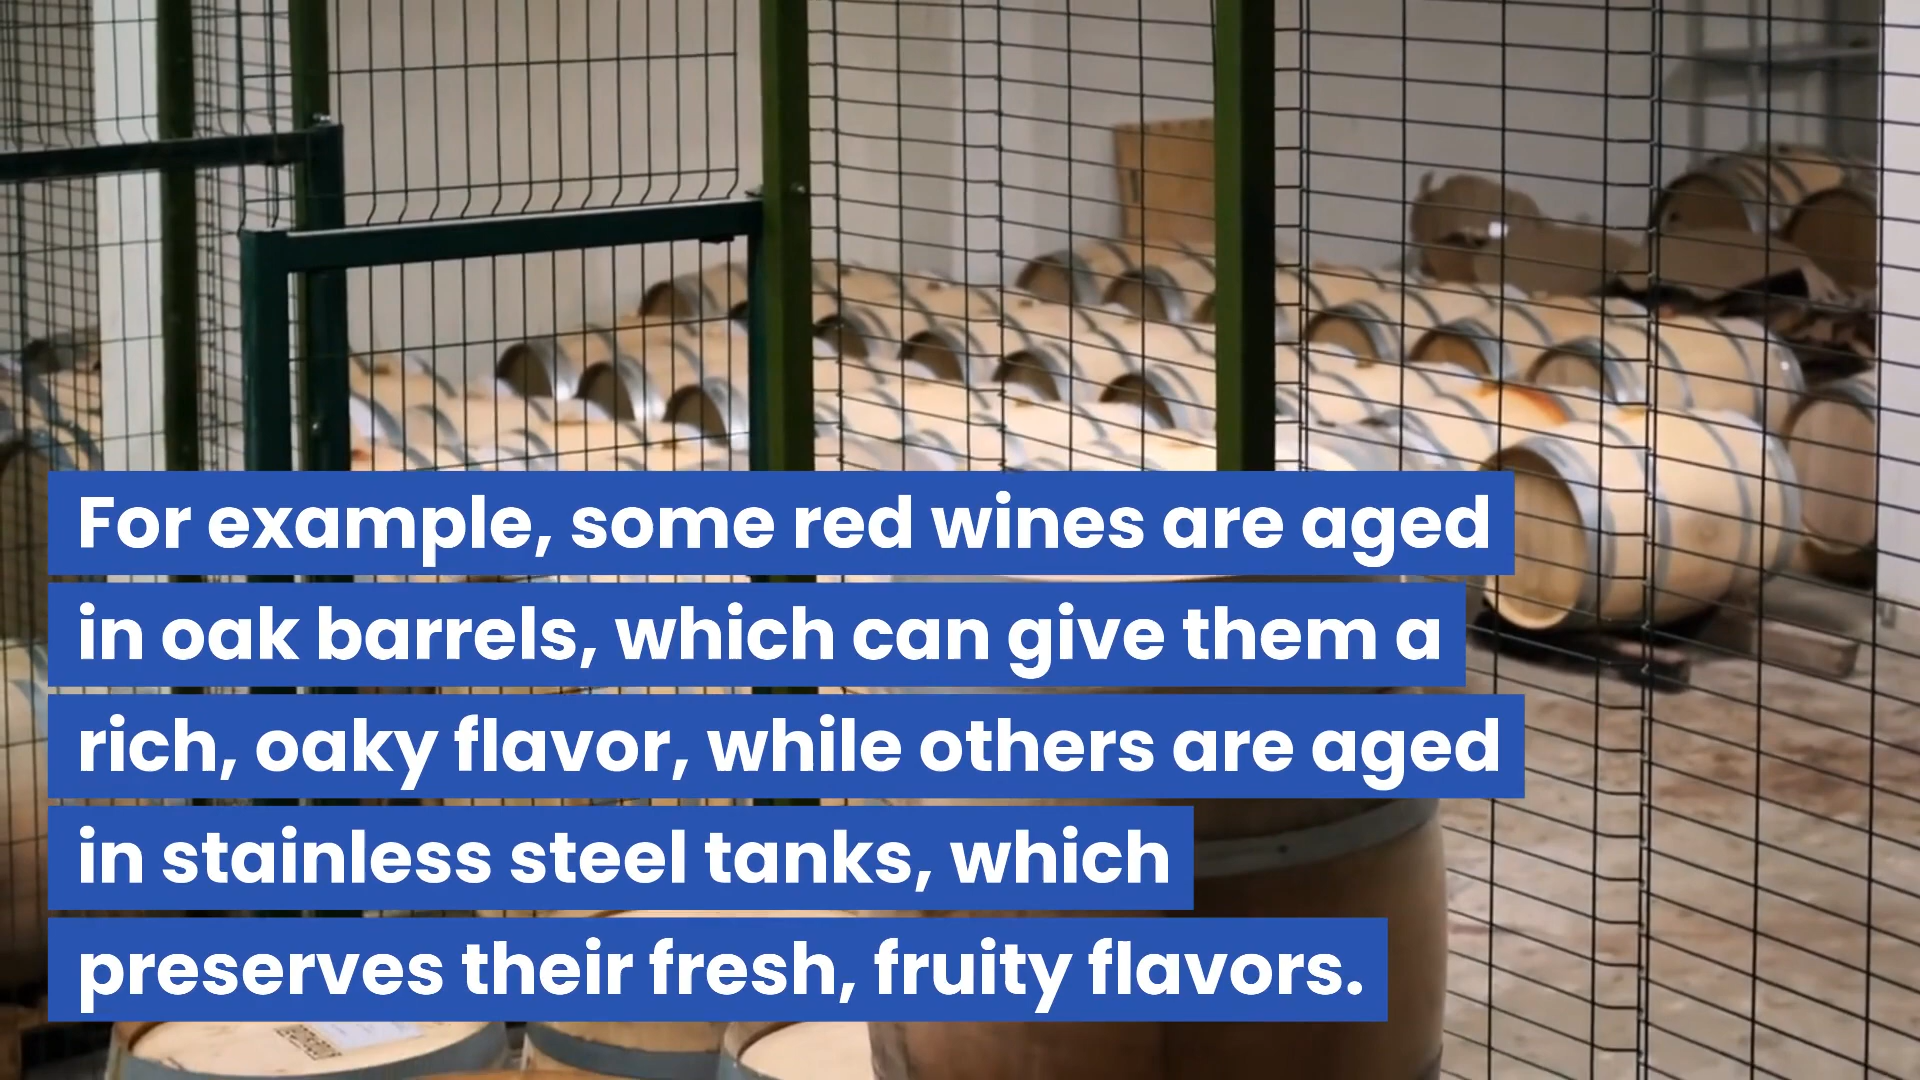 For example, some red wines are aged
in oak barrels, which can give them a
rich, oaky flavor, while others are aged
in stainless steel tanks, which
preserves their fresh, fruity flavors.